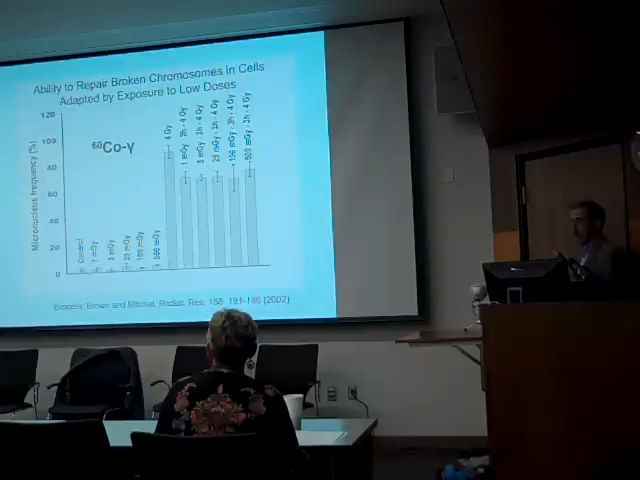 Ability to Repair Broken Chromosomes in Cells
Adapted by Exposure to Low Doses
120
100
80
60
40
20
0
Micronucleus frequency (%)
⁶⁰Co-γ
Control
1 mGy
5 mGy
25 mGy
100 mGy
500 mGy
4 Gy
1 mGy - 3h - 4 Gy
5 mGy - 3h - 4 Gy
25 mGy - 3h - 4 Gy
100 mGy - 3h - 4 Gy
500 mGy - 3h - 4 Gy
Brown and Mitchel, Radiat. Res. 181-186 (2002)